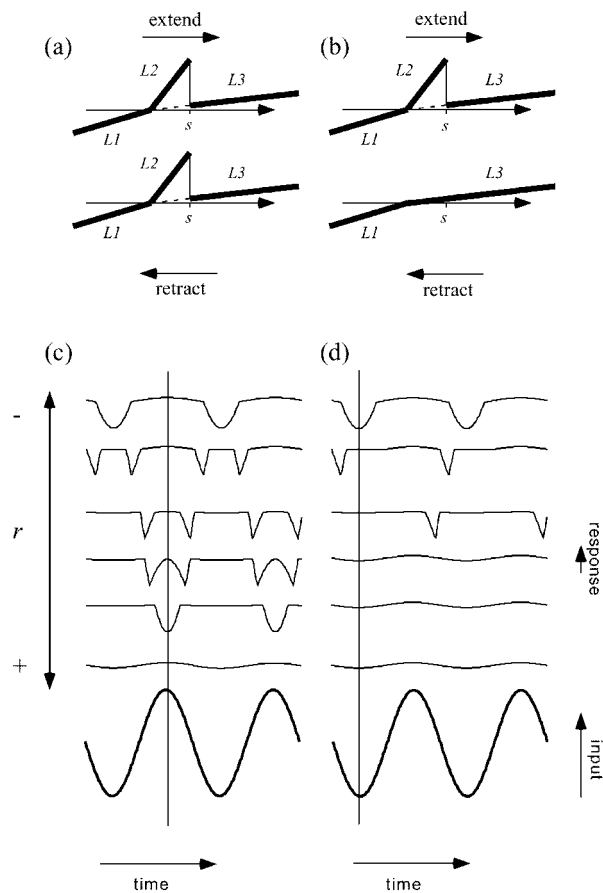 (a)
extend
(b)
extend
L2
L3
L1
s
L2
L3
L1
s
L2
L3
L1
s
L3
L1
s
retract
retract
(c)
(d)
-
r
+
response
input
time
time